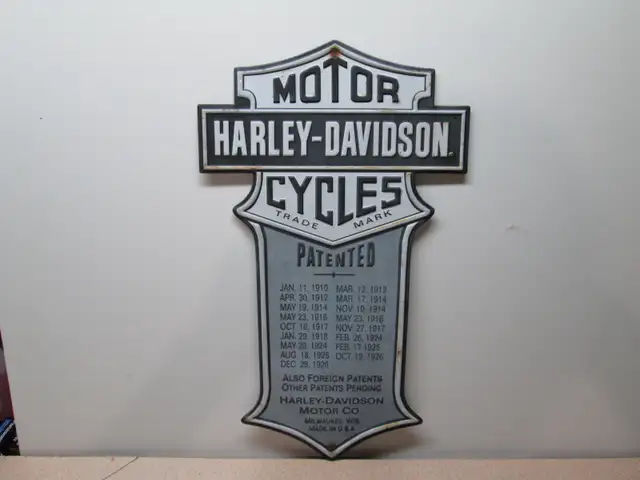 MOTOR
HARLEY-DAVIDSON
CYCLES
TRADE MARK
PATENTED
JAN. 11, 1910 MAR. 12, 1912
APR. 30, 1912 MAR. 17, 1914
MAY 19, 1914 NOV. 10, 1914
MAY 23, 1916 MAY 23, 1916
OCT. 16, 1917 NOV. 27, 1917
JAN. 29, 1918 FEB. 26, 1924
MAY 20, 1924 FEB. 17 1925
AUG. 18, 1925 OCT. 19, 1926
DEC. 28, 1926
ALSO FOREIGN PATENTS
OTHER PATENTS PENDING
HARLEY-DAVIDSON
MOTOR CO
MILWAUKEE, WIS.
MADE IN U.S.A.